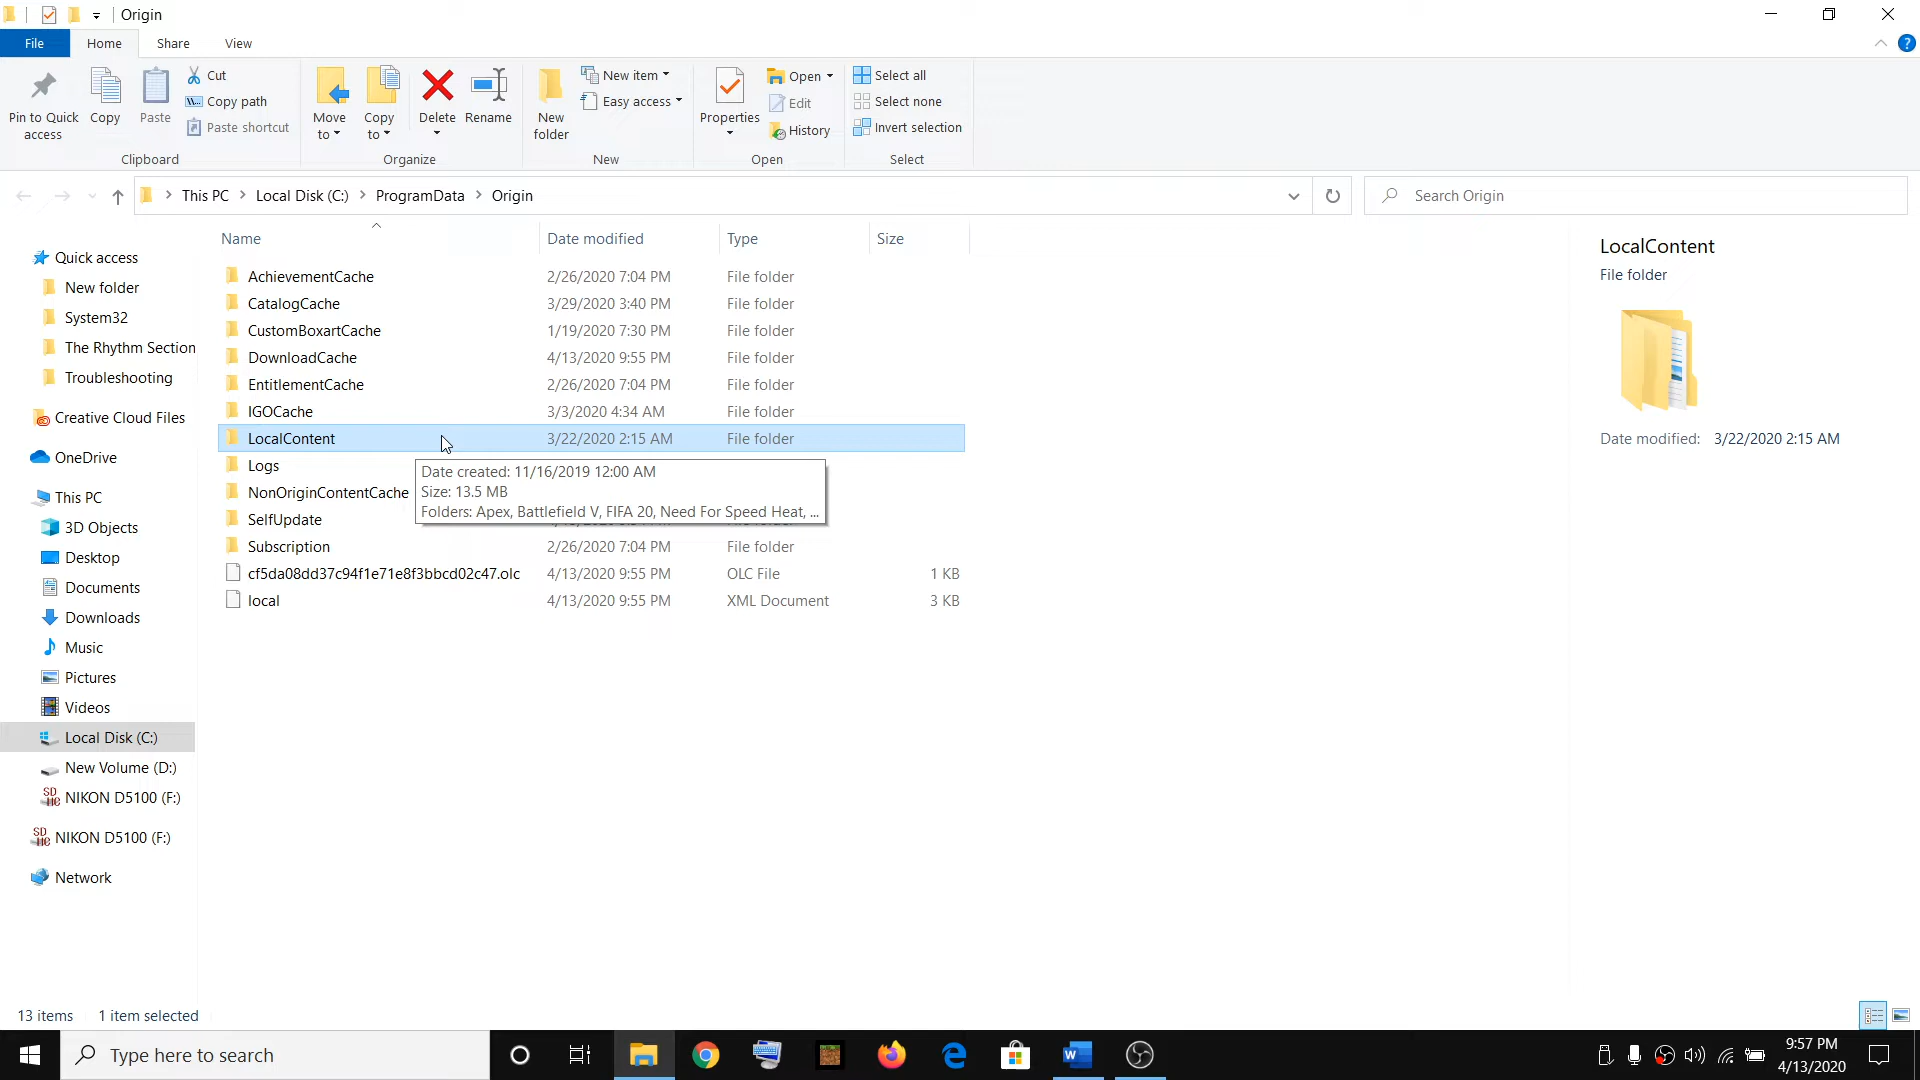 Origin
File
Home
Share
View
Pin to Quick access
Copy
Paste
Cut
Copy path
Paste shortcut
Clipboard
Move to
Copy to
Delete
Rename
Organize
New folder
New item
Easy access
New
Properties
Open
Edit
History
Open
Select all
Select none
Invert selection
Select
This PC > Local Disk (C:) > ProgramData > Origin
Search Origin
Name Date modified Type Size
AchievementCache 2/26/2020 7:04 PM File folder
CatalogCache 3/29/2020 3:40 PM File folder
CustomBoxartCache 1/19/2020 7:30 PM File folder
DownloadCache 4/13/2020 9:55 PM File folder
EntitlementCache 2/26/2020 7:04 PM File folder
IGOCache 3/3/2020 4:34 AM File folder
LocalContent 3/22/2020 2:15 AM File folder
Logs
NonOriginContentCache
SelfUpdate
Subscription 2/26/2020 7:04 PM File folder
cf5da08dd37c94f1e71e8f3bbcd02c47.olc 4/13/2020 9:55 PM OLC File 1 KB
local 4/13/2020 9:55 PM XML Document 3 KB
Date created: 11/16/2019 12:00 AM
Size: 13.5 MB
Folders: Apex, Battlefield V, FIFA 20, Need For Speed Heat, ...
Quick access
New folder
System32
The Rhythm Section
Troubleshooting
Creative Cloud Files
OneDrive
This PC
3D Objects
Desktop
Documents
Downloads
Music
Pictures
Videos
Local Disk (C:)
New Volume (D:)
NIKON D5100 (F:)
NIKON D5100 (F:)
Network
LocalContent
File folder
Date modified: 3/22/2020 2:15 AM
13 items 1 item selected
Type here to search
9:57 PM
4/13/2020